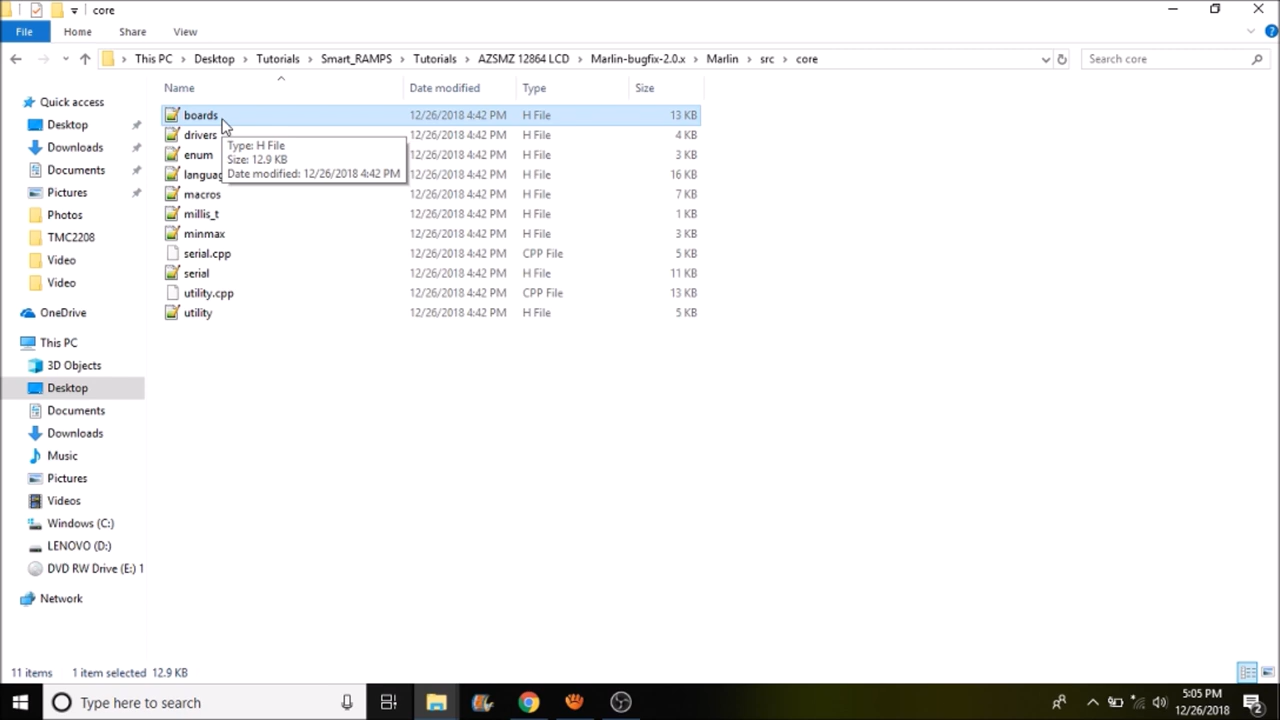 core
File Home Share View
This PC Desktop Tutorials Smart_RAMPS Tutorials AZSMZ 12864 LCD Marlin-bugfix-2.0.x Marlin src core Search core
Name Date modified Type Size
Quick access
Desktop
Downloads
Documents
Pictures
Photos
TMC2208
Video
Video
OneDrive
This PC
3D Objects
Desktop
Documents
Downloads
Music
Pictures
Videos
Windows (C:)
LENOVO (D:)
DVD RW Drive (E:) 1
Network
boards 12/26/2018 4:42 PM H File 13 KB
drivers 12/26/2018 4:42 PM H File 4 KB
enum 12/26/2018 4:42 PM H File 3 KB
languag 12/26/2018 4:42 PM H File 16 KB
macros 12/26/2018 4:42 PM H File 7 KB
millis_t 12/26/2018 4:42 PM H File 1 KB
minmax 12/26/2018 4:42 PM H File 3 KB
serial.cpp 12/26/2018 4:42 PM CPP File 5 KB
serial 12/26/2018 4:42 PM H File 11 KB
utility.cpp 12/26/2018 4:42 PM CPP File 13 KB
utility 12/26/2018 4:42 PM H File 5 KB
Type: H File
Size: 12.9 KB
Date modified: 12/26/2018 4:42 PM
11 items 1 item selected 12.9 KB
Type here to search
5:05 PM
12/26/2018
2